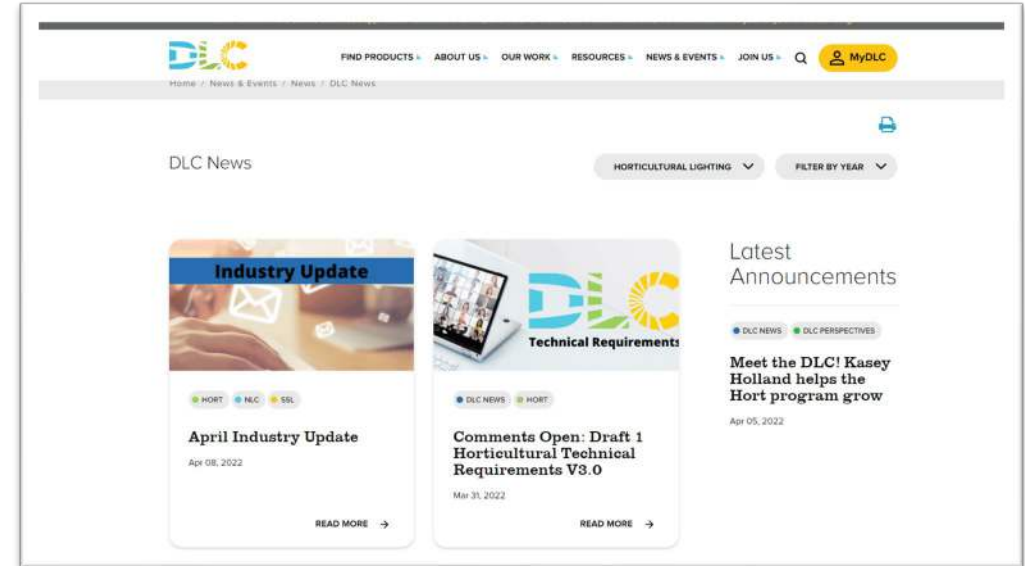 DLC
FIND PRODUCTS ABOUT US OUR WORK RESOURCES NEWS & EVENTS JOIN US MyDLC
Home / News & Events / News / DLC News
DLC News
HORTICULTURAL LIGHTING
FILTER BY YEAR
Industry Update
HORT NLC SSL
April Industry Update
Apr 08, 2022
READ MORE →
DLC
Technical Requirements
DLC NEWS HORT
Comments Open: Draft 1
Horticultural Technical
Requirements V3.0
Mar 31, 2022
READ MORE →
Latest
Announcements
DLC NEWS DLC PERSPECTIVES
Meet the DLC! Kasey
Holland helps the
Hort program grow
Apr 05, 2022